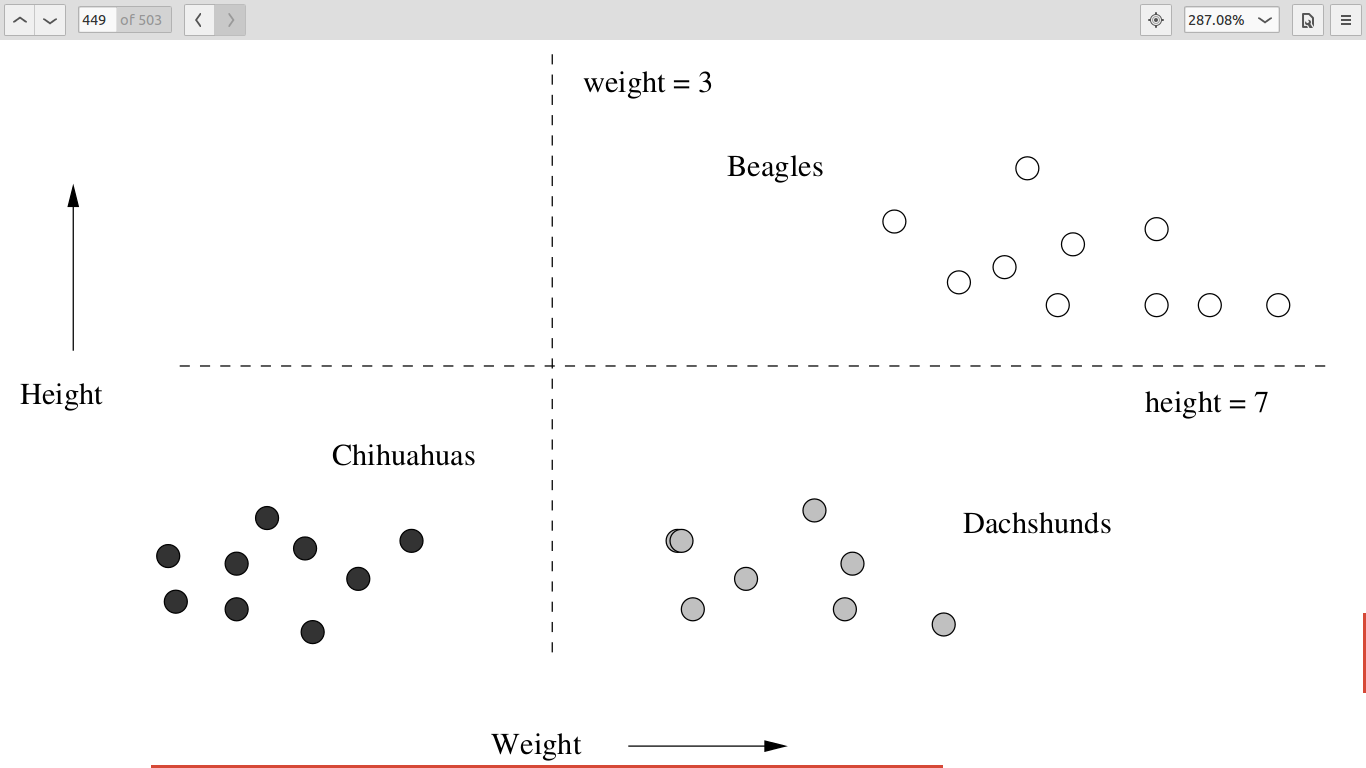 449 of 503
287.08%
weight = 3
Beagles
Height
height = 7
Chihuahuas
Dachshunds
Weight